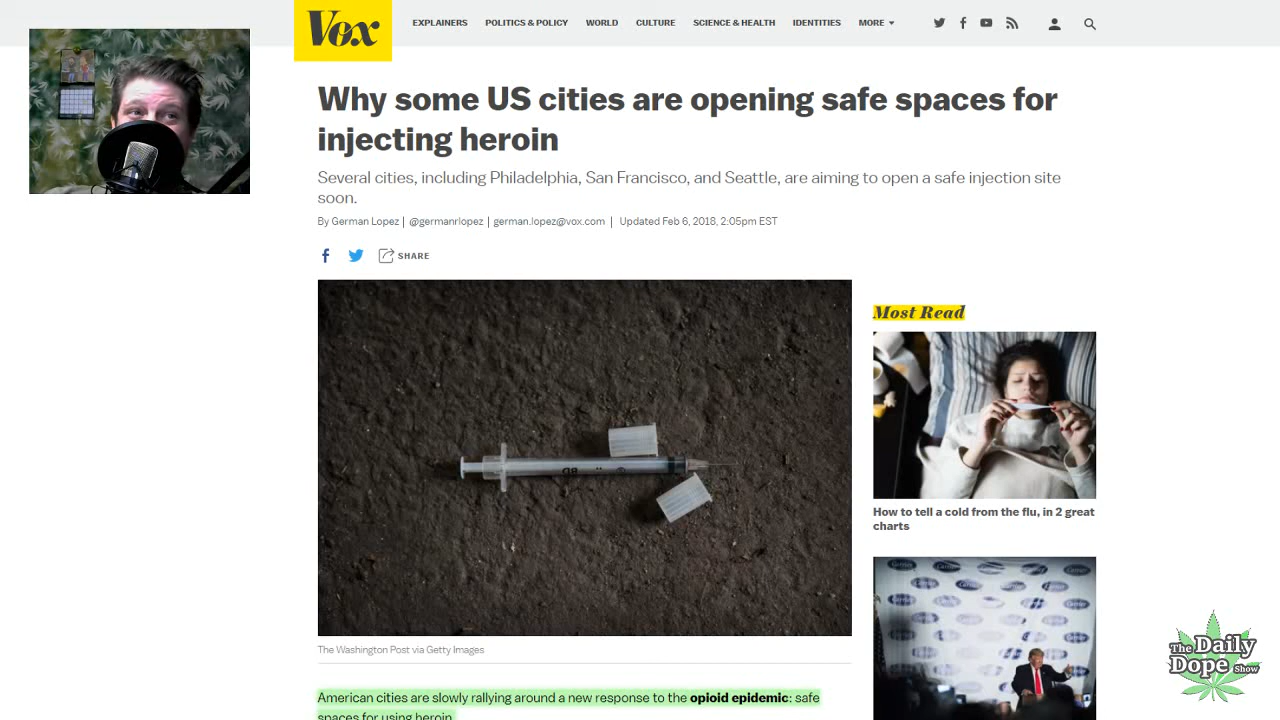 Vox
EXPLAINERS
POLITICS & POLICY
WORLD
CULTURE
SCIENCE & HEALTH
IDENTITIES
MORE
Why some US cities are opening safe spaces for
injecting heroin
Several cities, including Philadelphia, San Francisco, and Seattle, are aiming to open a safe injection site
soon.
By German Lopez | @germanrlopez | german.lopez@vox.com | Updated Feb 6, 2018, 2:05pm EST
SHARE
Most Read
How to tell a cold from the flu, in 2 great
charts
The Washington Post via Getty Images
American cities are slowly rallying around a new response to the opioid epidemic: safe
spaces for using heroin.
The Daily
Dope Show